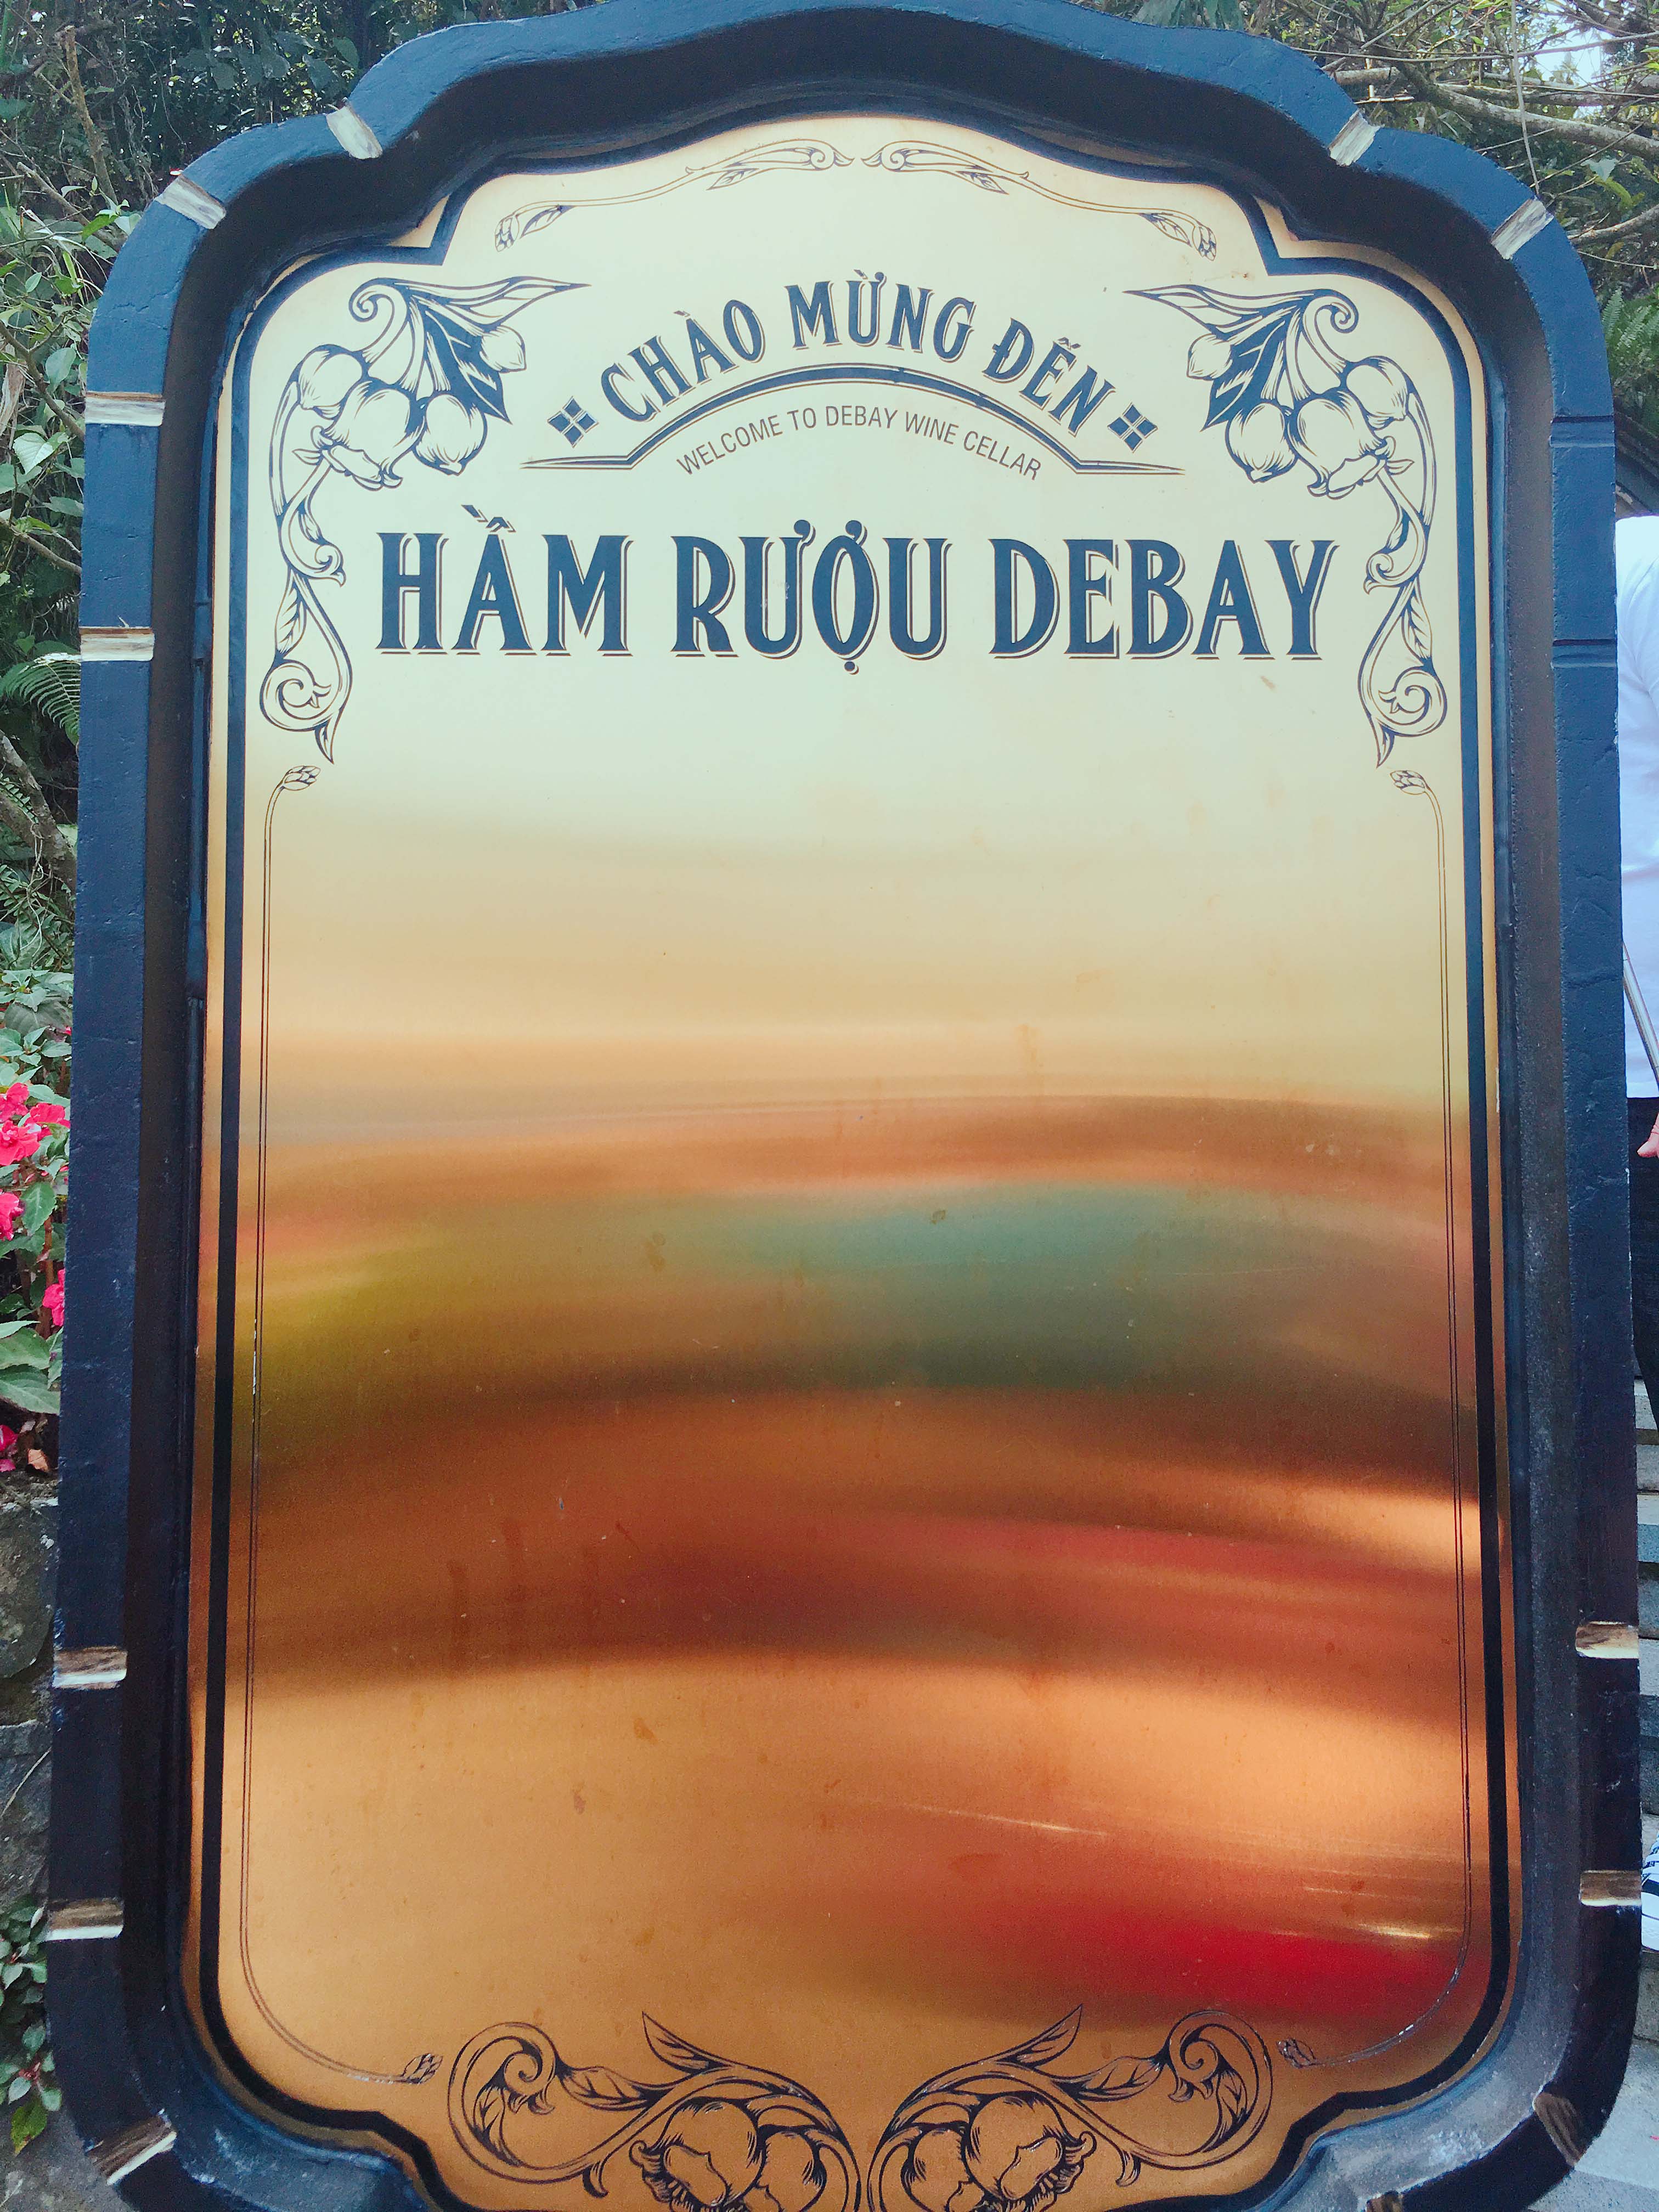 CHÀO MỪNG ĐẾN
WELCOME TO DEBAY WINE CELLAR
HẦM RƯỢU DEBAY